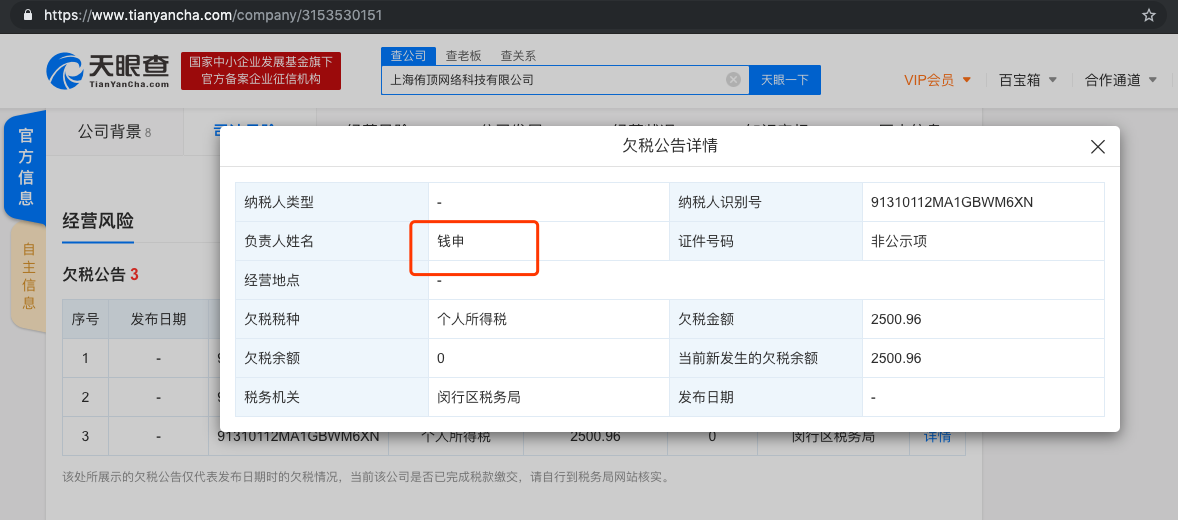 https://www.tianyancha.com/company/3153530151
天眼查
TianYanCha.com
国家中小企业发展基金旗下
官方备案企业征信机构
查公司 查老板 查关系
上海佰顶网络科技有限公司
天眼一下
VIP会员 百宝箱 合作通道
官方信息
自主信息
公司背景 8
欠税公告详情
纳税人类型 - 纳税人识别号 91310112MA1GBWM6XN
负责人姓名 钱申 证件号码 非公示项
经营地点 -
欠税税种 个人所得税 欠税金额 2500.96
欠税余额 0 当前新发生的欠税余额 2500.96
税务机关 闵行区税务局 发布日期 -
经营风险
欠税公告 3
序号 发布日期
1 -
2 -
3 - 91310112MA1GBWM6XN 个人所得税 2500.96 0 闵行区税务局 详情
该处所展示的欠税公告仅代表发布日期时的欠税情况，当前该公司是否已完成税款缴交，请自行到税务局网站核实。